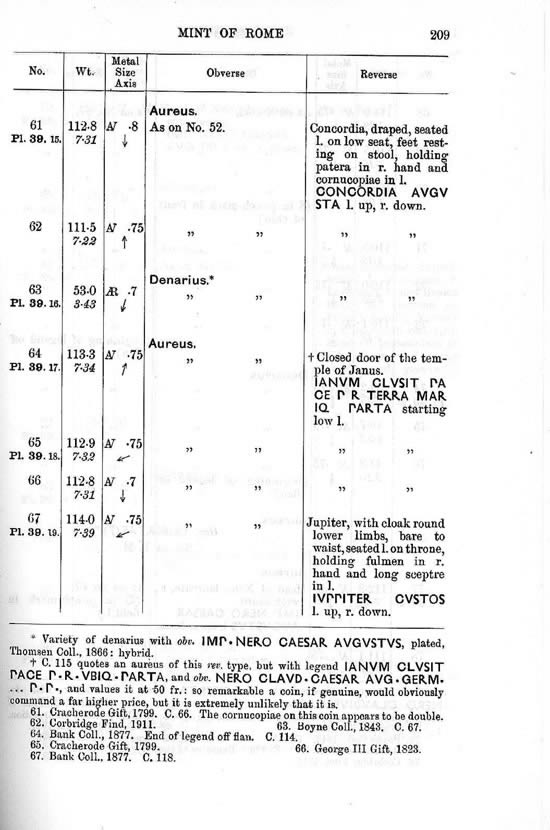 MINT OF ROME 209
No. Wt. Metal Size Axis Obverse Reverse
Aureus.
61 112·8 AV ·8 As on No. 52. Concordia, draped, seated
Pl. 39. 15. 7·31 ↓ l. on low seat, feet rest-
ing on stool, holding
patera in r. hand and
cornucopiae in l.
CONCORDIA AVGV
STA l. up, r. down.
62 111·5 AV ·75 ,, ,, ,, ,,
7·22 ↑
Denarius.*
63 53·0 AR ·7 ,, ,, ,, ,,
Pl. 39. 16. 3·43 ↓
Aureus.
64 113·3 AV ·75 ,, ,, † Closed door of the tem-
Pl. 39. 17. 7·34 ↑ ple of Janus.
IANVM CLVSIT PA
CE P R TERRA MAR
IQ PARTA starting
low l.
65 112·9 AV ·75 ,, ,, ,, ,,
Pl. 39. 18. 7·32 ↙
66 112·8 AV ·7 ,, ,, ,, ,,
7·31 ↓
67 114·0 AV ·75 ,, ,, Jupiter, with cloak round
Pl. 39. 19. 7·39 ↙ lower limbs, bare to
waist, seated l. on throne,
holding fulmen in r.
hand and long sceptre
in l.
IVPPITER CVSTOS
l. up, r. down.
* Variety of denarius with obv. IMP·NERO CAESAR AVGVSTVS, plated,
Thomsen Coll., 1866: hybrid.
† C. 115 quotes an aureus of this rev. type, but with legend IANVM CLVSIT
PACE P·R·VBIQ·PARTA, and obv. NERO CLAVD·CAESAR AVG·GERM·
... P·P·, and values it at 50 fr.: so remarkable a coin, if genuine, would obviously
command a far higher price, but it is extremely unlikely that it is.
61. Cracherode Gift, 1799. C. 66. The cornucopiae on this coin appears to be double.
62. Corbridge Find, 1911. 63. Boyne Coll., 1843. C. 67.
64. Bank Coll., 1877. End of legend off flan. C. 114.
65. Cracherode Gift, 1799. 66. George III Gift, 1823.
67. Bank Coll., 1877. C. 118.